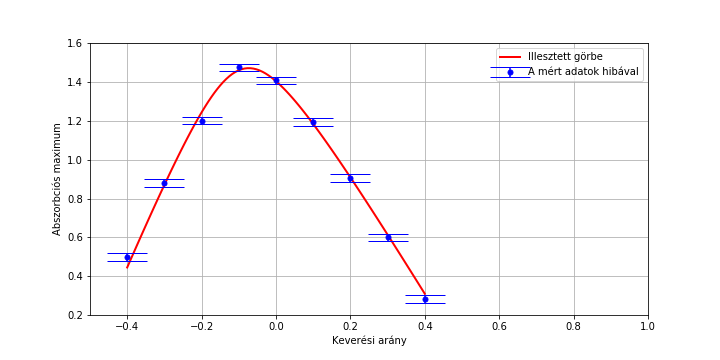 1.6
1.4
1.2
1.0
0.8
0.6
0.4
0.2
Abszorbciós maximum
Illesztett görbe
A mért adatok hibával
−0.4 −0.2 0.0 0.2 0.4 0.6 0.8 1.0
Keverési arány